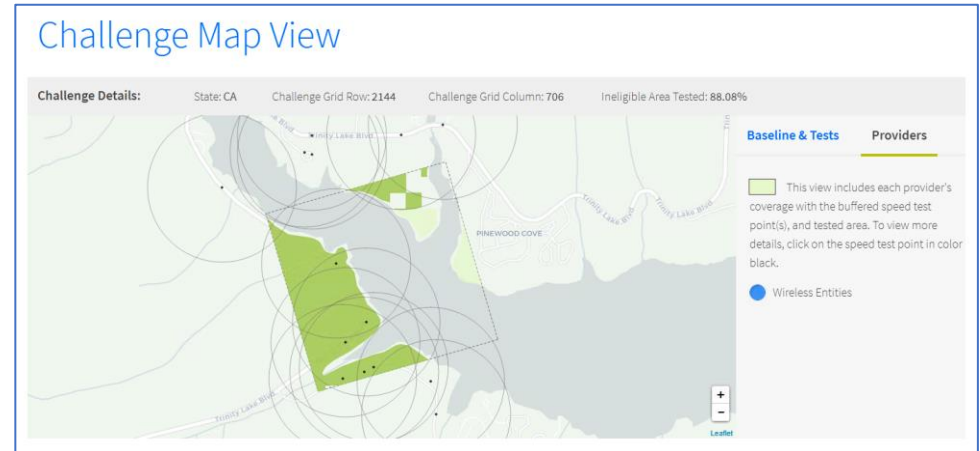 Challenge Map View
Challenge Details: State: CA Challenge Grid Row: 2144 Challenge Grid Column: 706 Ineligible Area Tested: 88.08%
Trinity Lake Blvd
Baseline & Tests Providers
This view includes each provider's
coverage with the buffered speed test
point(s), and tested area. To view more
details, click on the speed test point in color
black.
Wireless Entities
Trinity Lake Blvd
Trinity Lake Blvd
PINEWOOD COVE
Trinity Lake Blvd
+
−
Leaflet